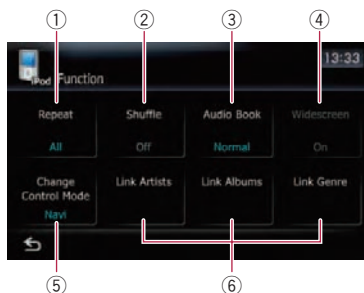 ① ② ③ ④
13:33
iPod Function
Repeat Shuffle Audio Book Widescreen
All Off Normal On
Change Link Artists Link Albums Link Genre
Control Mode
Navi
⑤ ⑥